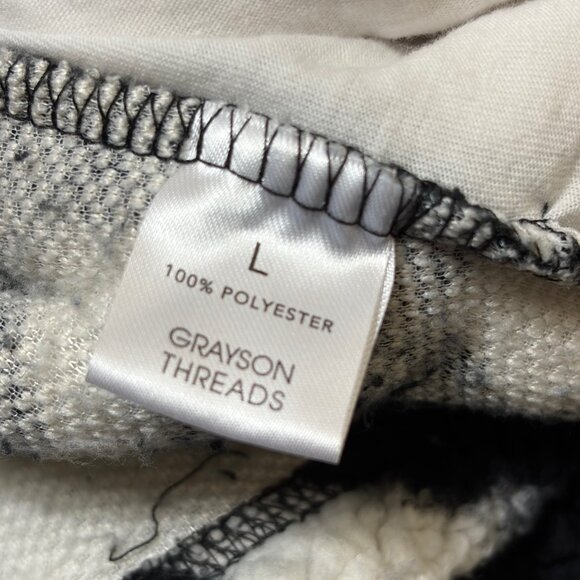 L
100% POLYESTER
GRAYSON
THREADS